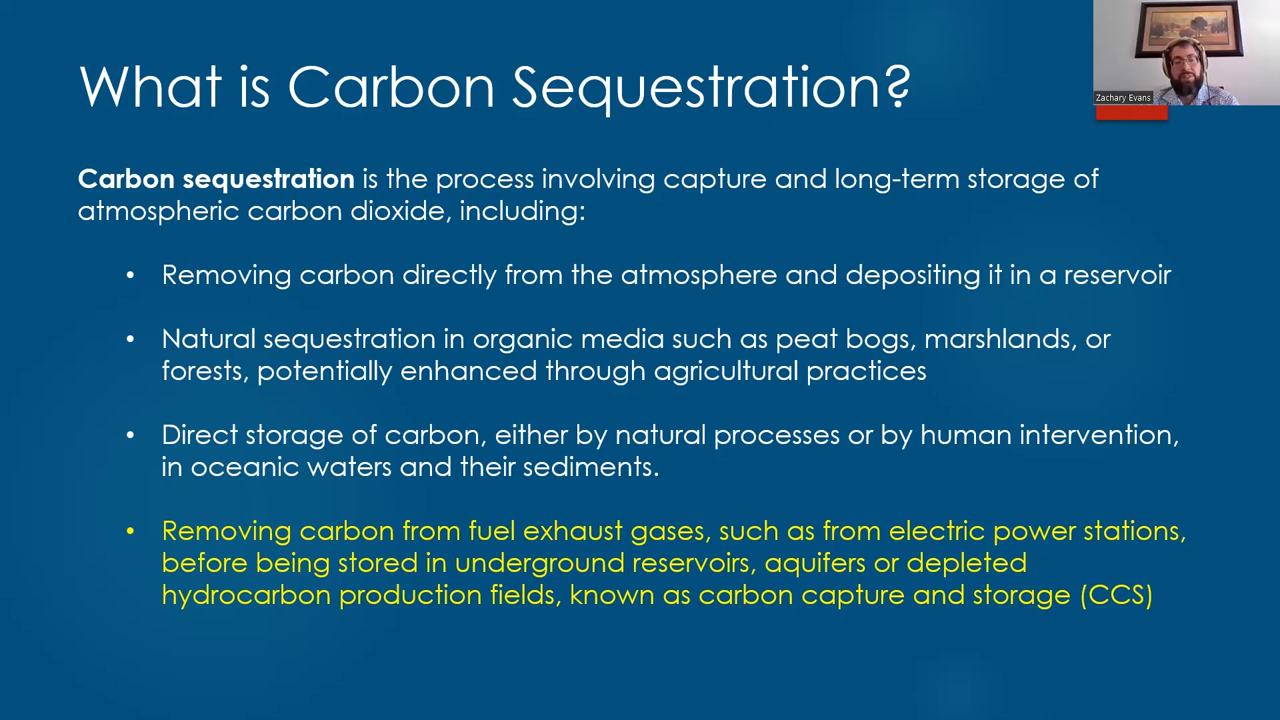 What is Carbon Sequestration?
Zachary Evans
Carbon sequestration is the process involving capture and long-term storage of
atmospheric carbon dioxide, including:
• Removing carbon directly from the atmosphere and depositing it in a reservoir
• Natural sequestration in organic media such as peat bogs, marshlands, or
forests, potentially enhanced through agricultural practices
• Direct storage of carbon, either by natural processes or by human intervention,
in oceanic waters and their sediments.
• Removing carbon from fuel exhaust gases, such as from electric power stations,
before being stored in underground reservoirs, aquifers or depleted
hydrocarbon production fields, known as carbon capture and storage (CCS)